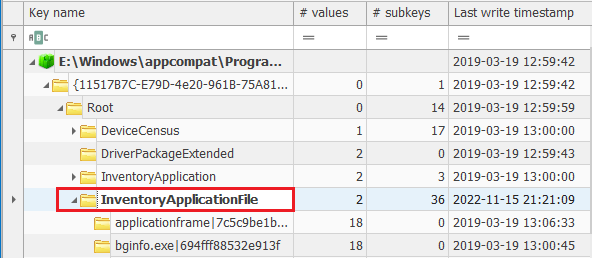 Key name # values # subkeys Last write timestamp
ABC = = =
E:\Windows\appcompat\Progra... 0 1 2019-03-19 12:59:42
{11517B7C-E79D-4e20-961B-75A81... 0 1 2019-03-19 12:59:42
Root 0 14 2019-03-19 12:59:59
DeviceCensus 1 17 2019-03-19 13:00:00
DriverPackageExtended 2 0 2019-03-19 12:59:43
InventoryApplication 2 3 2019-03-19 13:00:00
InventoryApplicationFile 2 36 2022-11-15 21:21:09
applicationframe|7c5c9be1b... 18 0 2019-03-19 13:06:33
bginfo.exe|694fff88532e913f 18 0 2019-03-19 13:00:45